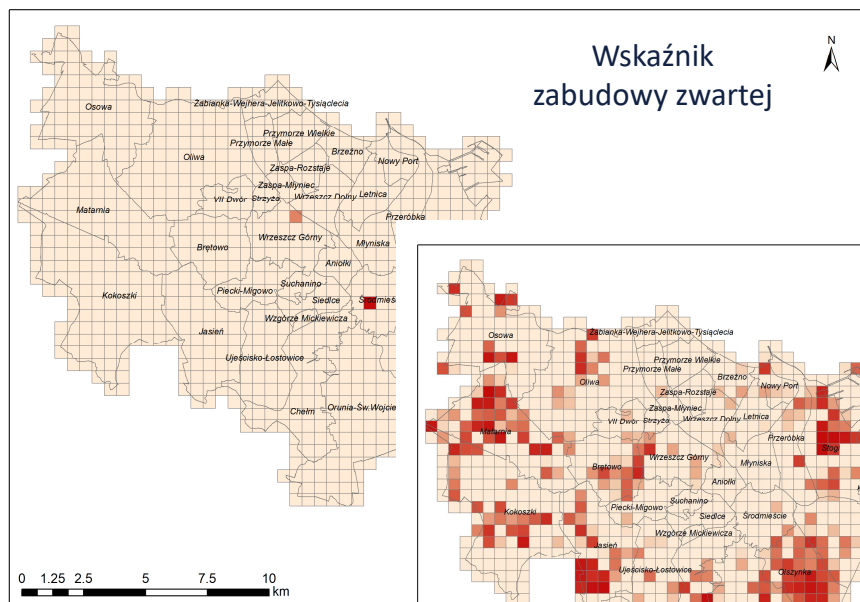 Wskaźnik
zabudowy zwartej
N
Osowa
Żabianka-Wejhera-Jelitkowo-Tysiąclecia
Przymorze Wielkie
Przymorze Małe
Brzeźno
Oliwa
Nowy Port
Zaspa-Rozstaje
Zaspa-Młyniec
VII Dwór
Strzyża
Wrzeszcz Dolny
Letnica
Matarnia
Przeróbka
Wrzeszcz Górny
Młyniska
Brętowo
Aniołki
Suchanino
Piecki-Migowo
Siedlce
Środmieś
Kokoszki
Wzgórze Mickiewicza
Jasień
Ujeścisko-Łostowice
Chełm
Orunia-Św.Wojcie
0 1.25 2.5 5 7.5 10
km
Osowa
Żabianka-Wejhera-Jelitkowo-Tysiąclecia
Przymorze Wielkie
Przymorze Małe
Brzeźno
Oliwa
Nowy Port
Zaspa-Rozstaje
Zaspa-Młyniec
VII Dwór
Strzyża
Wrzeszcz Dolny
Letnica
Matarnia
Przeróbka
Stogi
Wrzeszcz Górny
Młyniska
Brętowo
Aniołki
Suchanino
Piecki-Migowo
Siedlce
Środmieście
Kokoszki
Wzgórze Mickiewicza
Jasień
Ujeścisko-Łostowice
Olszynka